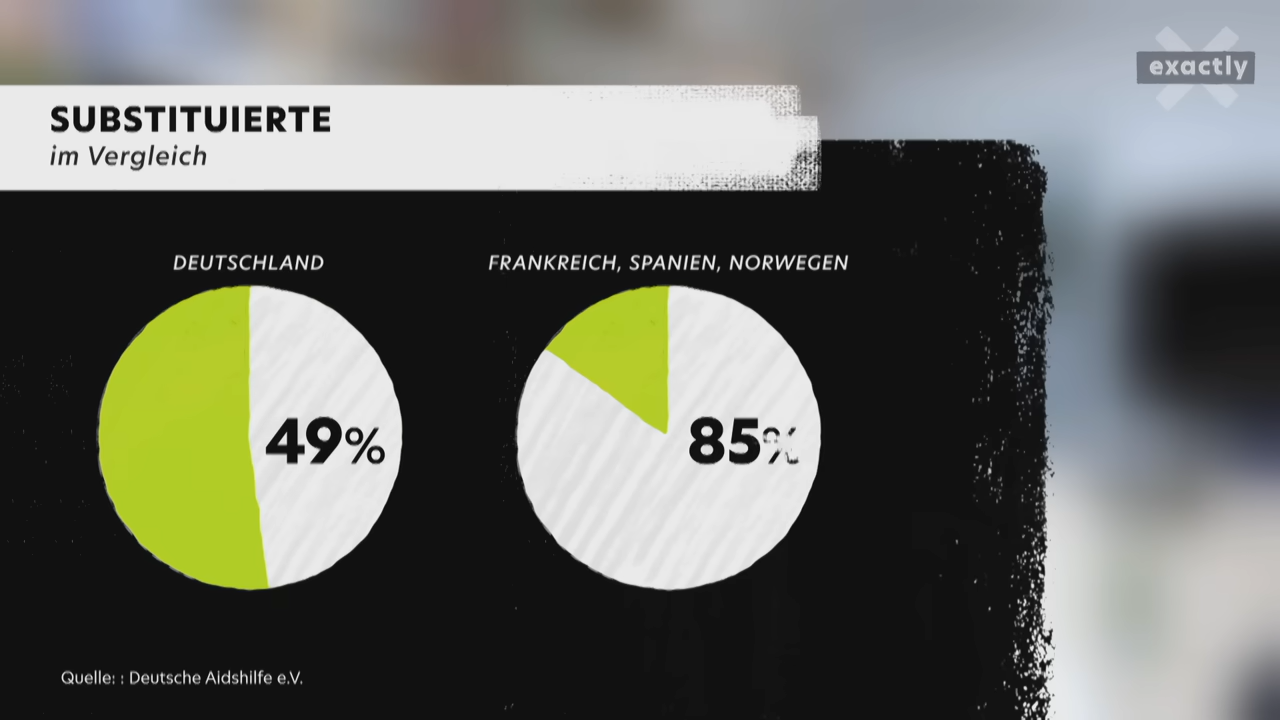 exactly
SUBSTITUIERTE
im Vergleich
DEUTSCHLAND
FRANKREICH, SPANIEN, NORWEGEN
49%
85%
Quelle: : Deutsche Aidshilfe e.V.